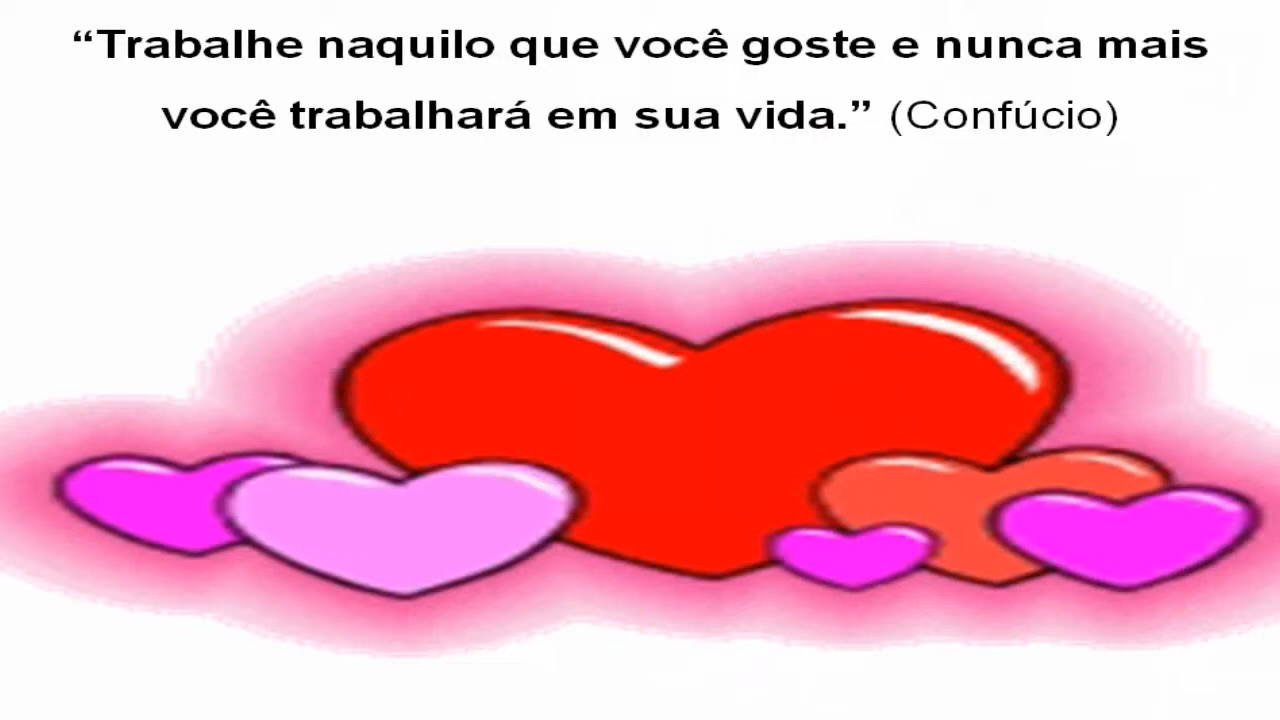 “Trabalhe naquilo que você goste e nunca mais
você trabalhará em sua vida.” (Confúcio)